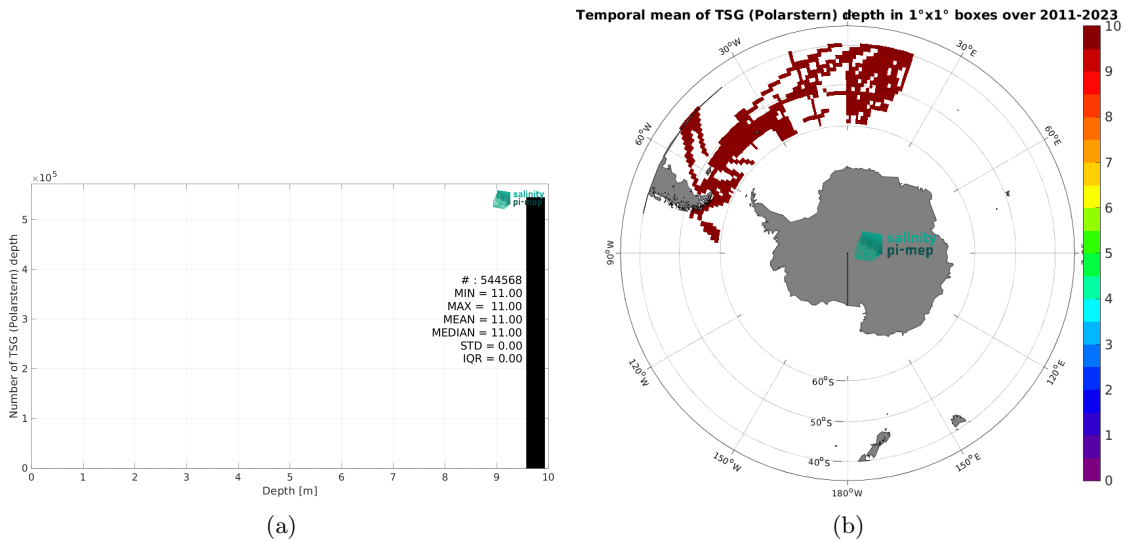 Temporal mean of TSG (Polarstern) depth in 1°x1° boxes over 2011-2023
×10⁵
5
4
3
2
1
0
Number of TSG (Polarstern) depth
salinity
pi-mep
# : 544568
MIN = 11.00
MAX = 11.00
MEAN = 11.00
MEDIAN = 11.00
STD = 0.00
IQR = 0.00
0 1 2 3 4 5 6 7 8 9 10
Depth [m]
(a)
30°W
30°E
60°W
60°E
90°W
120°W
120°E
150°W
150°E
180°W
60°S
50°S
40°S
salinity
pi-mep
10
9
8
7
6
5
4
3
2
1
0
(b)